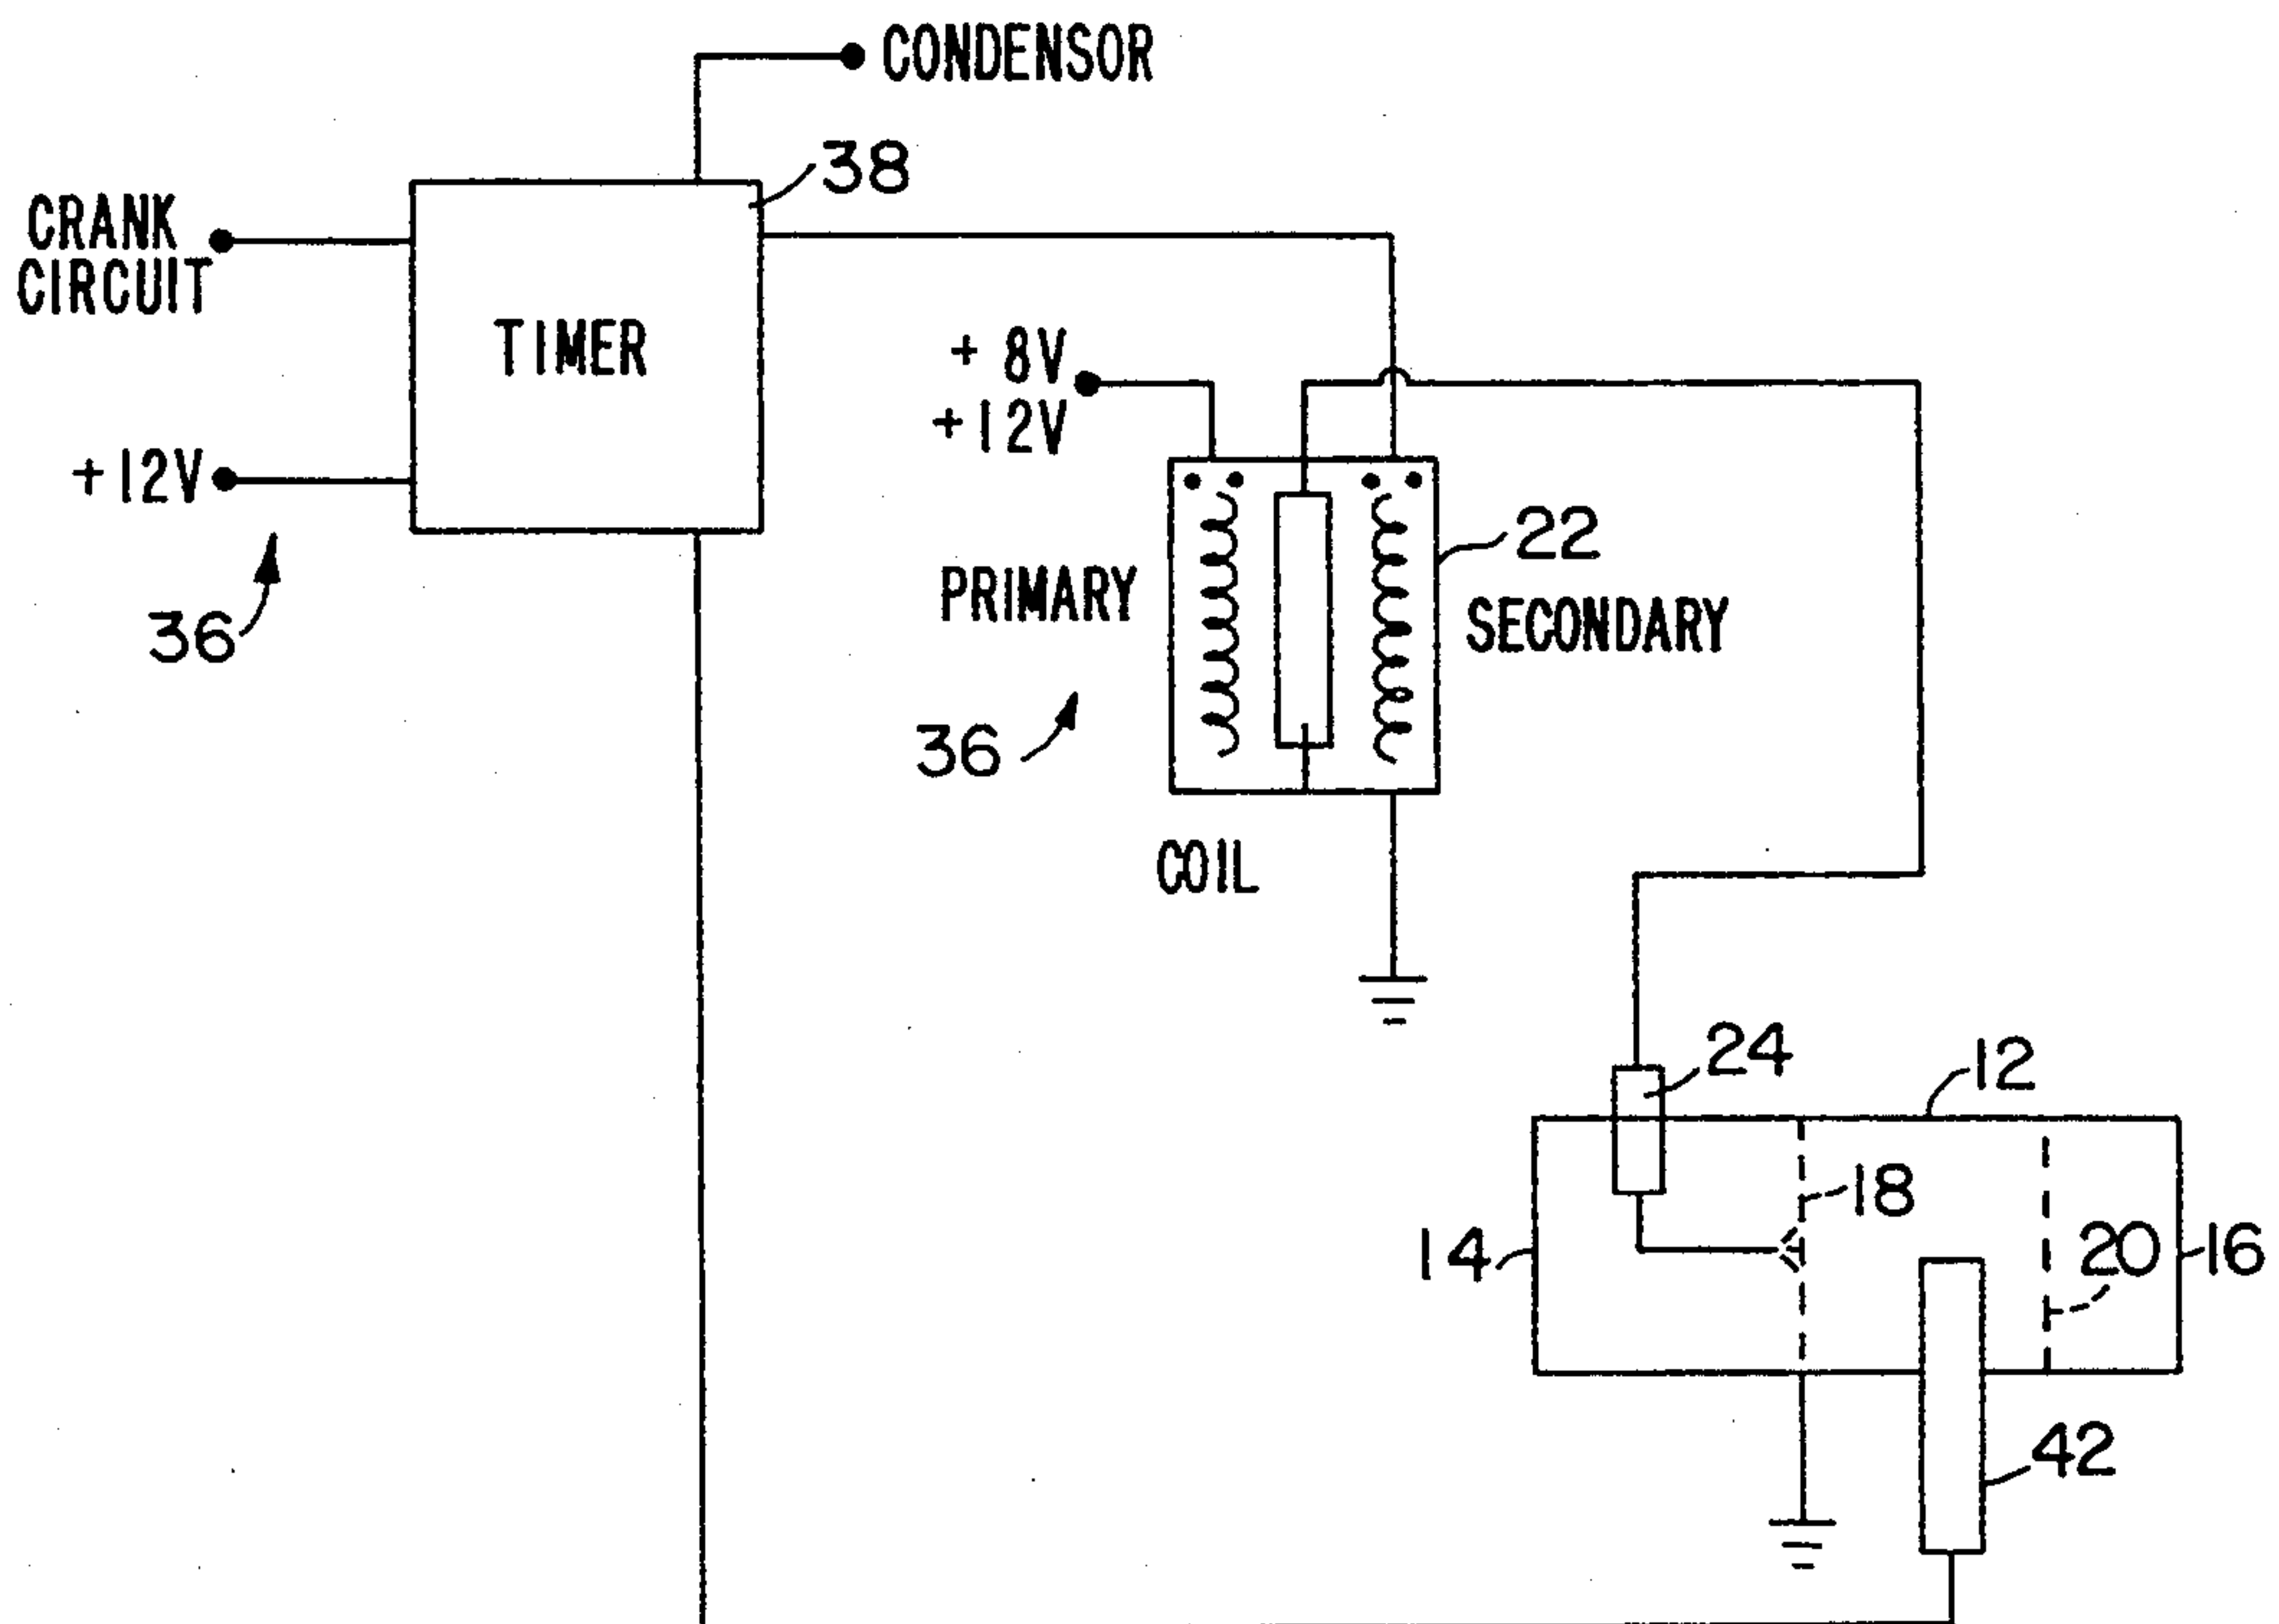 CONDENSOR
38
CRANK
CIRCUIT
TIMER
+ 8V
+12V
+12V
22
PRIMARY
SECONDARY
36
36
COIL
24
12
18
14
20
16
42